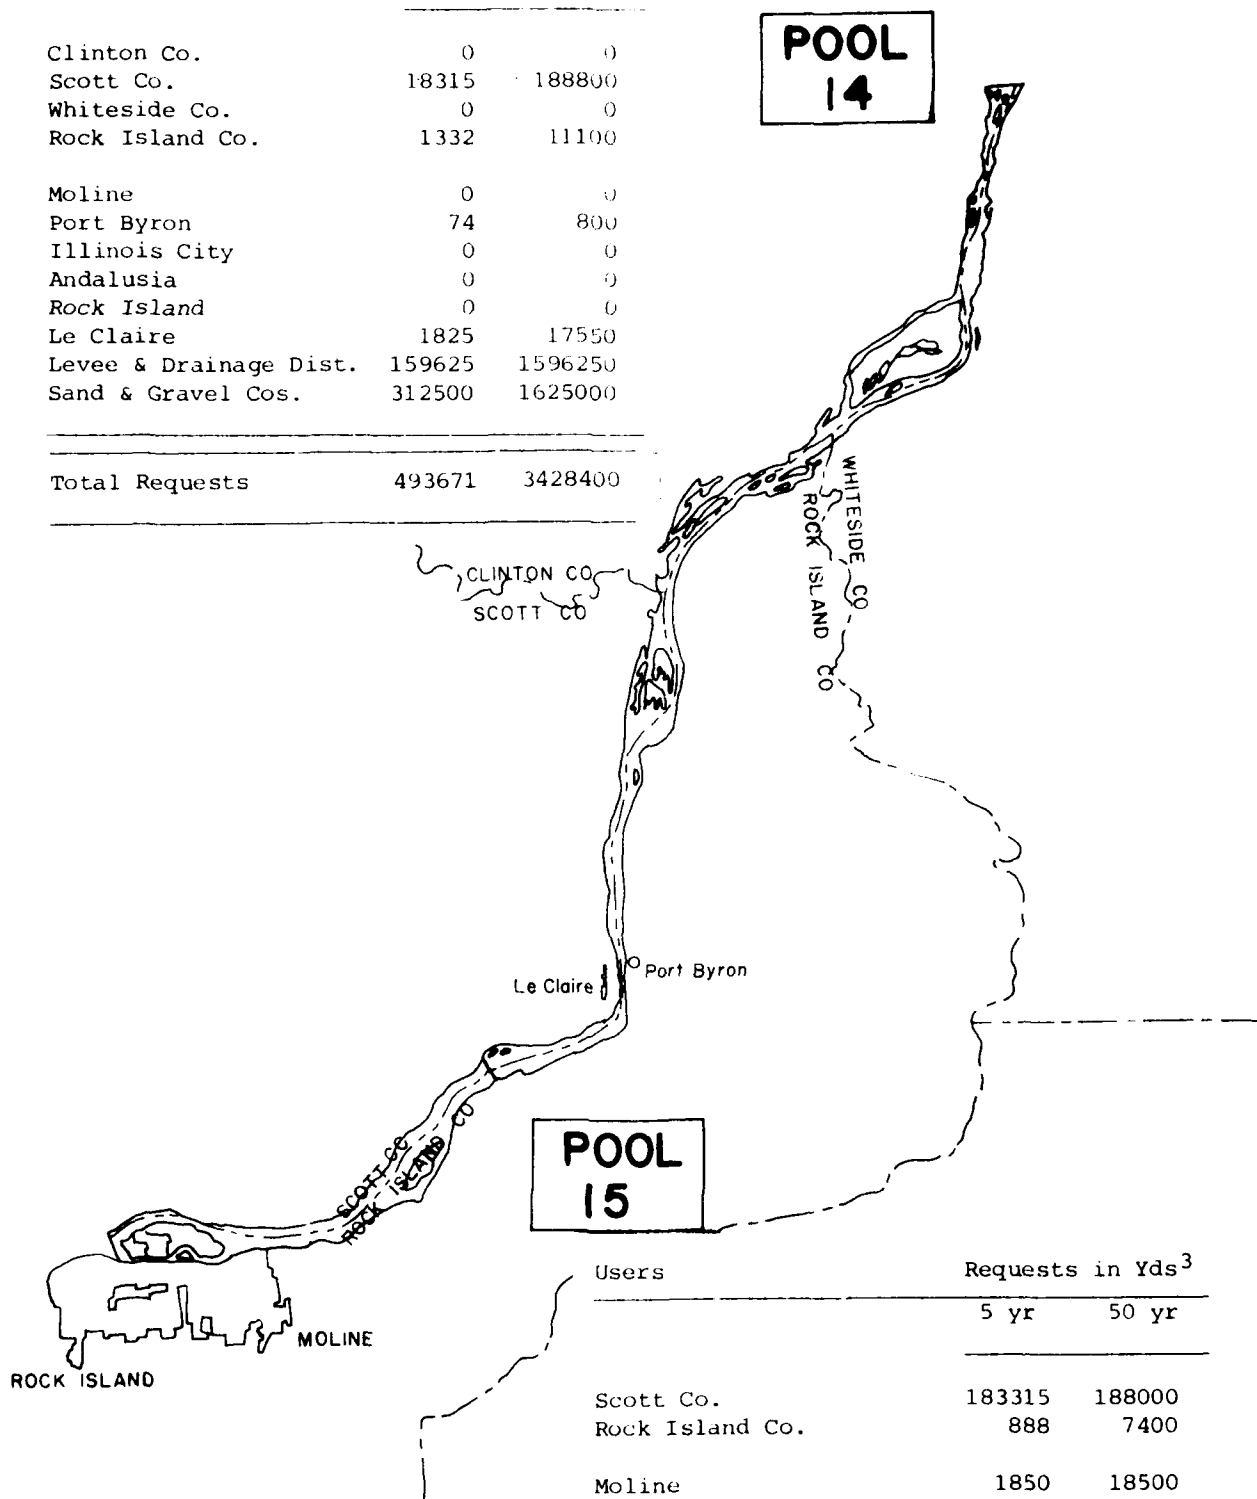 Clinton Co. 0 0
Scott Co. 18315 188800
Whiteside Co. 0 0
Rock Island Co. 1332 11100
Moline 0 0
Port Byron 74 800
Illinois City 0 0
Andalusia 0 0
Rock Island 0 0
Le Claire 1825 17550
Levee & Drainage Dist. 159625 1596250
Sand & Gravel Cos. 312500 1625000
Total Requests 493671 3428400
POOL
14
WHITESIDE CO
ROCK ISLAND CO
CLINTON CO
SCOTT CO
Port Byron
Le Claire
SCOTT CO
ROCK ISLAND CO
POOL
15
MOLINE
ROCK ISLAND
Users Requests in Yds³
5 yr 50 yr
Scott Co. 183315 188000
Rock Island Co. 888 7400
Moline 1850 18500